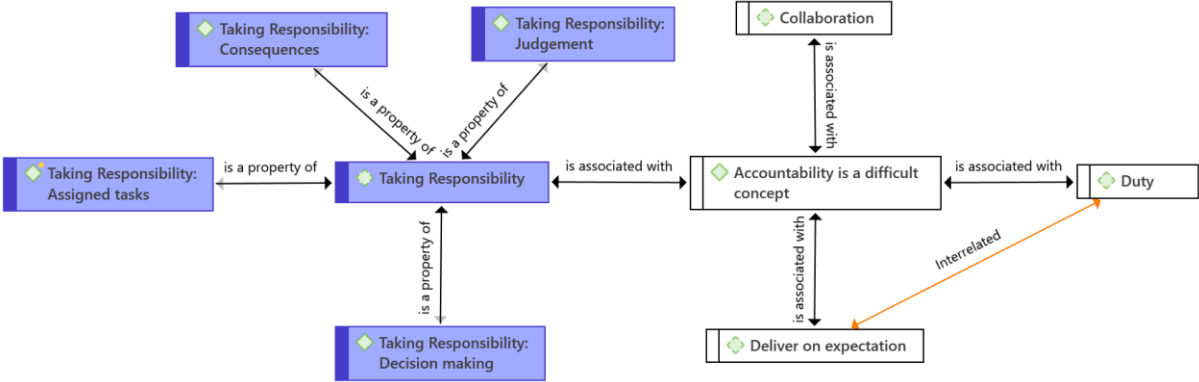 Taking Responsibility:
Consequences
Taking Responsibility:
Judgement
Collaboration
is a property of
is a property of
is associated with
Taking Responsibility:
Assigned tasks
is a property of
Taking Responsibility
is associated with
Accountability is a difficult
concept
is associated with
Duty
is a property of
is associated with
Interrelated
Taking Responsibility:
Decision making
Deliver on expectation